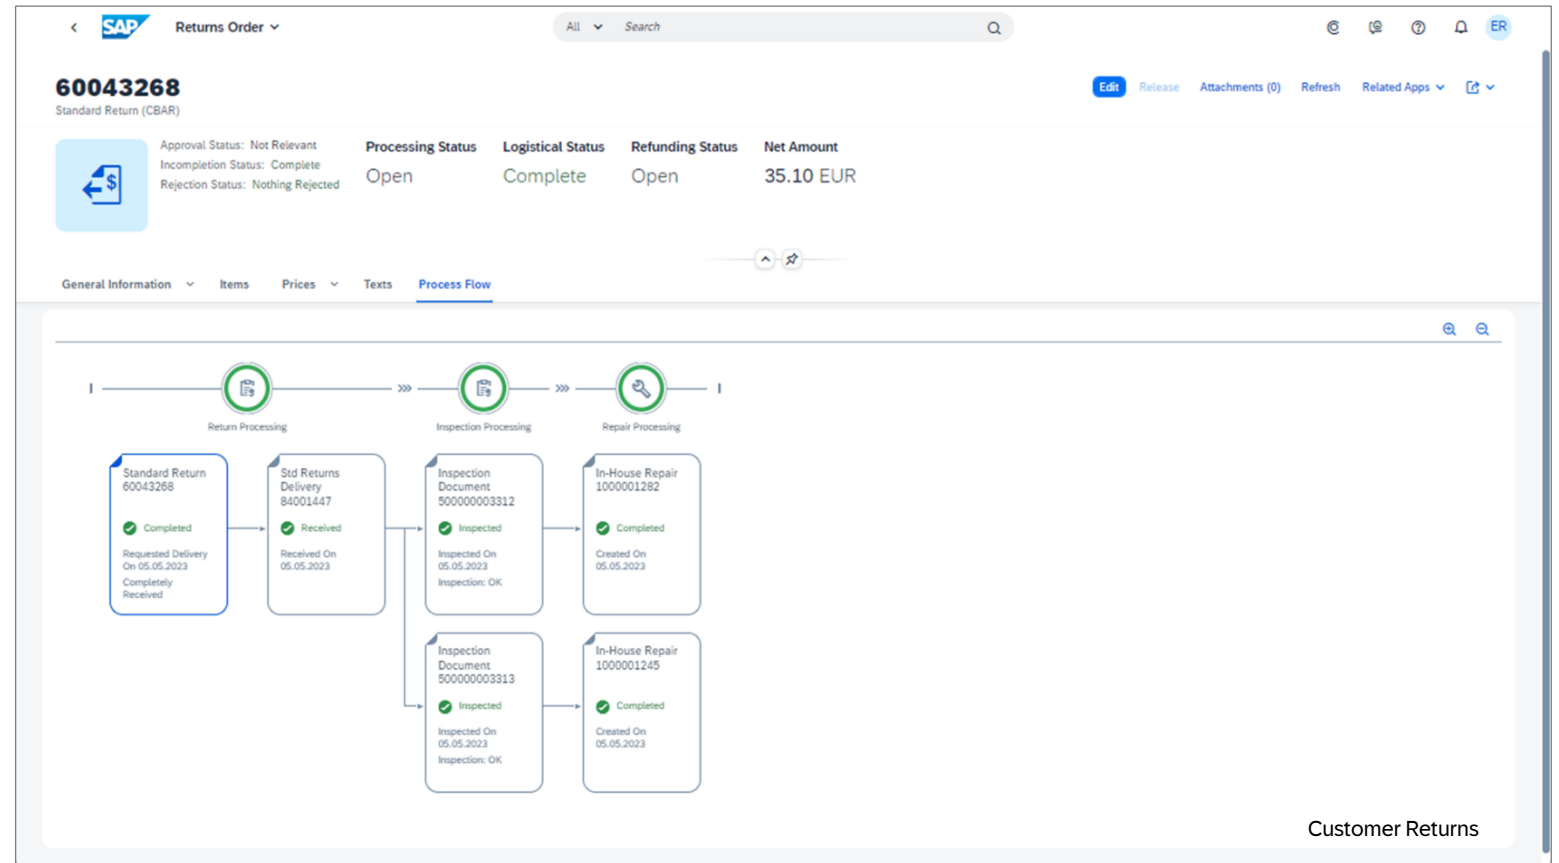 SAP Returns Order All Search ER
60043268 Edit Release Attachments (0) Refresh Related Apps
Standard Return (CBAR)
Approval Status: Not Relevant
Incompletion Status: Complete
Rejection Status: Nothing Rejected
Processing Status Logistical Status Refunding Status Net Amount
Open Complete Open 35.10 EUR
General Information Items Prices Texts Process Flow
Return Processing Inspection Processing Repair Processing
Standard Return
60043268
Completed
Requested Delivery
On 05.05.2023
Completely
Received
Std Returns
Delivery
84001447
Received
Received On
05.05.2023
Inspection
Document
500000003312
Inspected
Inspected On
05.05.2023
Inspection: OK
In-House Repair
1000001282
Completed
Created On
05.05.2023
Inspection
Document
500000003313
Inspected
Inspected On
05.05.2023
Inspection: OK
In-House Repair
1000001245
Completed
Created On
05.05.2023
Customer Returns